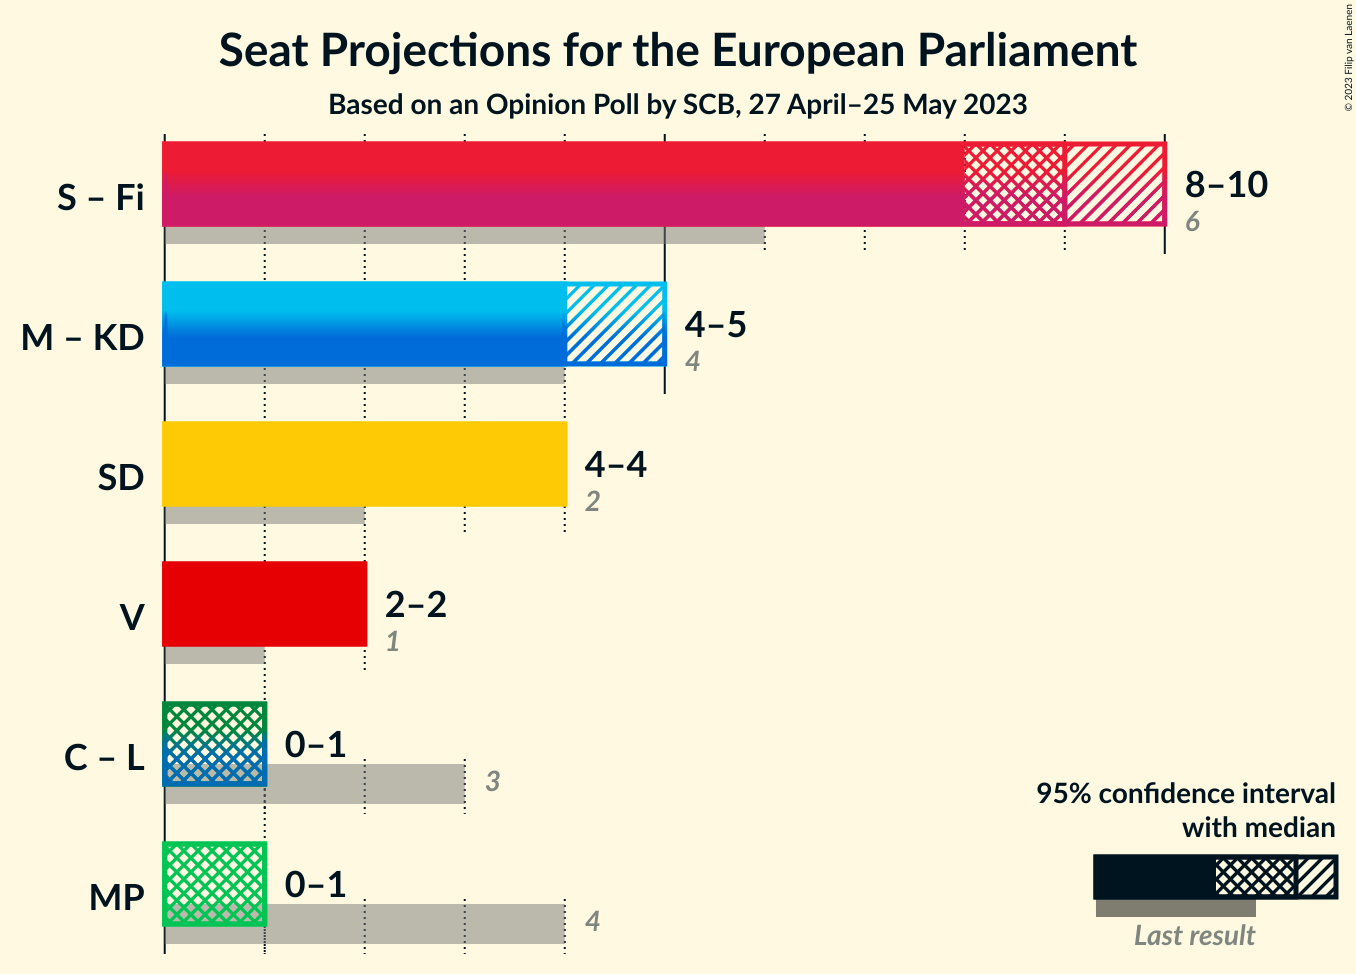 Seat Projections for the European Parliament
Based on an Opinion Poll by SCB, 27 April–25 May 2023
© 2023 Filip van Laenen
S – Fi
8–10
6
M – KD
4–5
4
SD
4–4
2
V
2–2
1
C – L
0–1
3
MP
0–1
4
95% confidence interval
with median
Last result